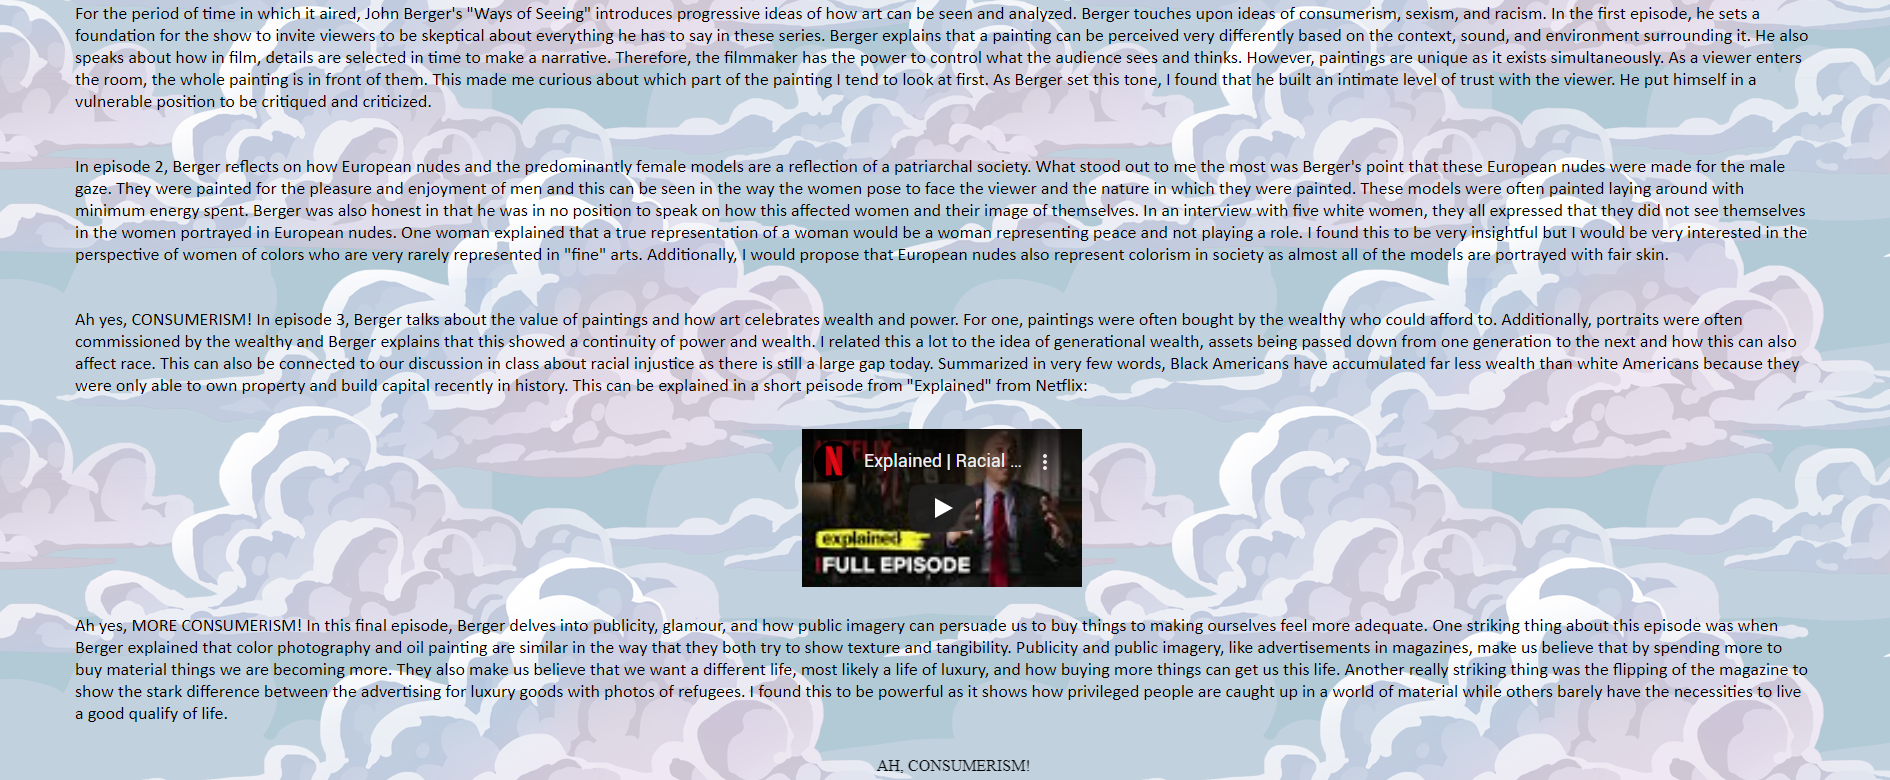 For the period of time in which it aired, John Berger's "Ways of Seeing" introduces progressive ideas of how art can be seen and analyzed. Berger touches upon ideas of consumerism, sexism, and racism. In the first episode, he sets a
foundation for the show to invite viewers to be skeptical about everything he has to say in these series. Berger explains that a painting can be perceived very differently based on the context, sound, and environment surrounding it. He also
speaks about how in film, details are selected in time to make a narrative. Therefore, the filmmaker has the power to control what the audience sees and thinks. However, paintings are unique as it exists simultaneously. As a viewer enters
the room, the whole painting is in front of them. This made me curious about which part of the painting I tend to look at first. As Berger set this tone, I found that he built an intimate level of trust with the viewer. He put himself in a
vulnerable position to be critiqued and criticized.
In episode 2, Berger reflects on how European nudes and the predominantly female models are a reflection of a patriarchal society. What stood out to me the most was Berger's point that these European nudes were made for the male
gaze. They were painted for the pleasure and enjoyment of men and this can be seen in the way the women pose to face the viewer and the nature in which they were painted. These models were often painted laying around with
minimum energy spent. Berger was also honest in that he was in no position to speak on how this affected women and their image of themselves. In an interview with five white women, they all expressed that they did not see themselves
in the women portrayed in European nudes. One woman explained that a true representation of a woman would be a woman representing peace and not playing a role. I found this to be very insightful but I would be very interested in the
perspective of women of colors who are very rarely represented in "fine" arts. Additionally, I would propose that European nudes also represent colorism in society as almost all of the models are portrayed with fair skin.
Ah yes, CONSUMERISM! In episode 3, Berger talks about the value of paintings and how art celebrates wealth and power. For one, paintings were often bought by the wealthy who could afford to. Additionally, portraits were often
commissioned by the wealthy and Berger explains that this showed a continuity of power and wealth. I related this a lot to the idea of generational wealth, assets being passed down from one generation to the next and how this can also
affect race. This can also be connected to our discussion in class about racial injustice as there is still a large gap today. Summarized in very few words, Black Americans have accumulated far less wealth than white Americans because they
were only able to own property and build capital recently in history. This can be explained in a short peisode from "Explained" from Netflix:
NETFLIX
N
Explained | Racial ...
explained
FULL EPISODE
Ah yes, MORE CONSUMERISM! In this final episode, Berger delves into publicity, glamour, and how public imagery can persuade us to buy things to making ourselves feel more adequate. One striking thing about this episode was when
Berger explained that color photography and oil painting are similar in the way that they both try to show texture and tangibility. Publicity and public imagery, like advertisements in magazines, make us believe that by spending more to
buy material things we are becoming more. They also make us believe that we want a different life, most likely a life of luxury, and how buying more things can get us this life. Another really striking thing was the flipping of the magazine to
show the stark difference between the advertising for luxury goods with photos of refugees. I found this to be powerful as it shows how privileged people are caught up in a world of material while others barely have the necessities to live
a good qualify of life.
AH, CONSUMERISM!